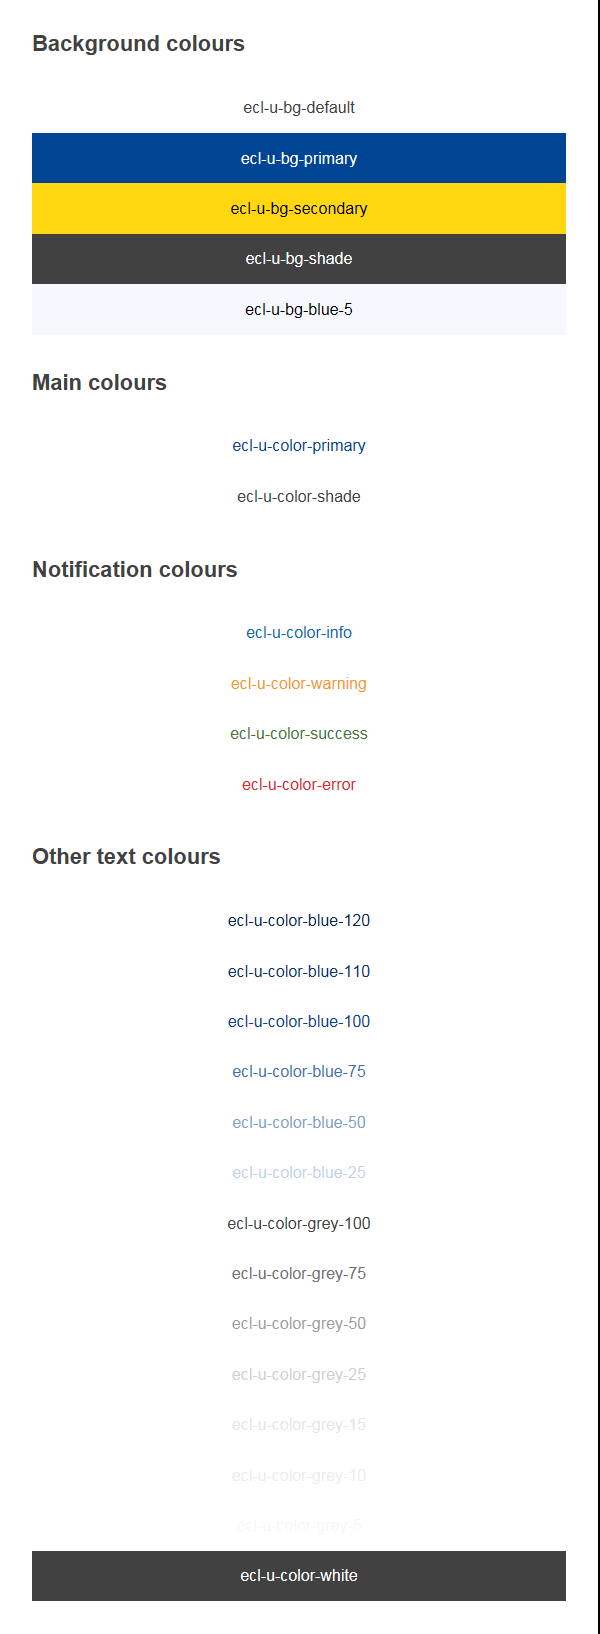 Background colours
ecl-u-bg-default
ecl-u-bg-primary
ecl-u-bg-secondary
ecl-u-bg-shade
ecl-u-bg-blue-5
Main colours
ecl-u-color-primary
ecl-u-color-shade
Notification colours
ecl-u-color-info
ecl-u-color-warning
ecl-u-color-success
ecl-u-color-error
Other text colours
ecl-u-color-blue-120
ecl-u-color-blue-110
ecl-u-color-blue-100
ecl-u-color-blue-75
ecl-u-color-blue-50
ecl-u-color-blue-25
ecl-u-color-grey-100
ecl-u-color-grey-75
ecl-u-color-grey-50
ecl-u-color-grey-25
ecl-u-color-grey-15
ecl-u-color-grey-10
ecl-u-color-grey-5
ecl-u-color-white